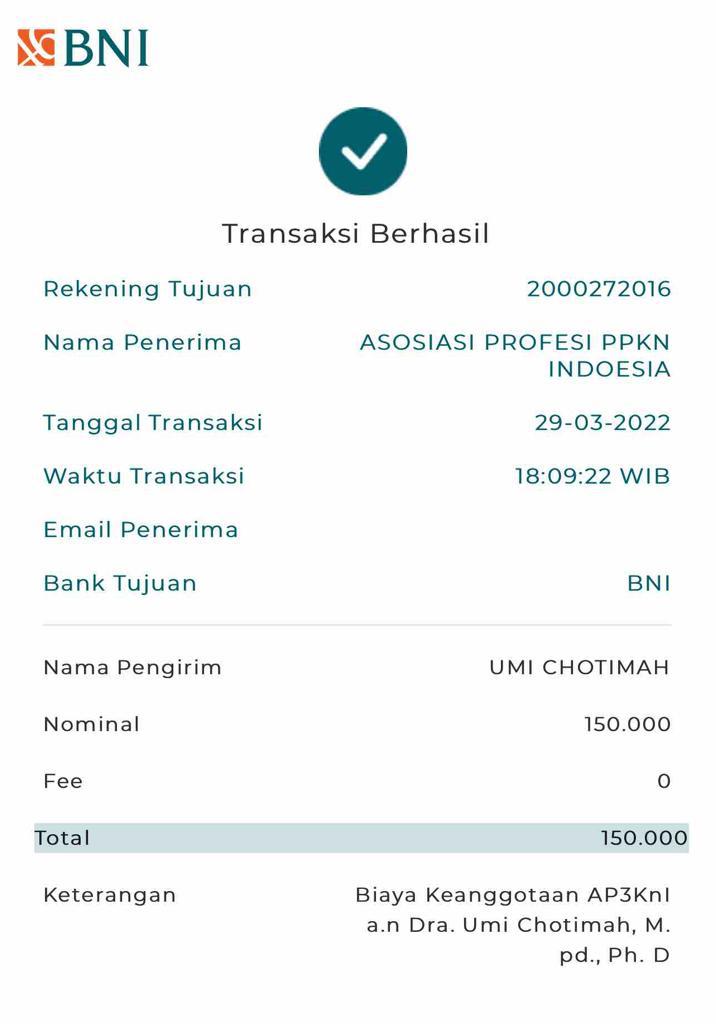 BNI
Transaksi Berhasil
Rekening Tujuan 2000272016
Nama Penerima ASOSIASI PROFESI PPKN
INDOESIA
Tanggal Transaksi 29-03-2022
Waktu Transaksi 18:09:22 WIB
Email Penerima
Bank Tujuan BNI
Nama Pengirim UMI CHOTIMAH
Nominal 150.000
Fee 0
Total 150.000
Keterangan Biaya Keanggotaan AP3KnI
a.n Dra. Umi Chotimah, M.
pd., Ph. D